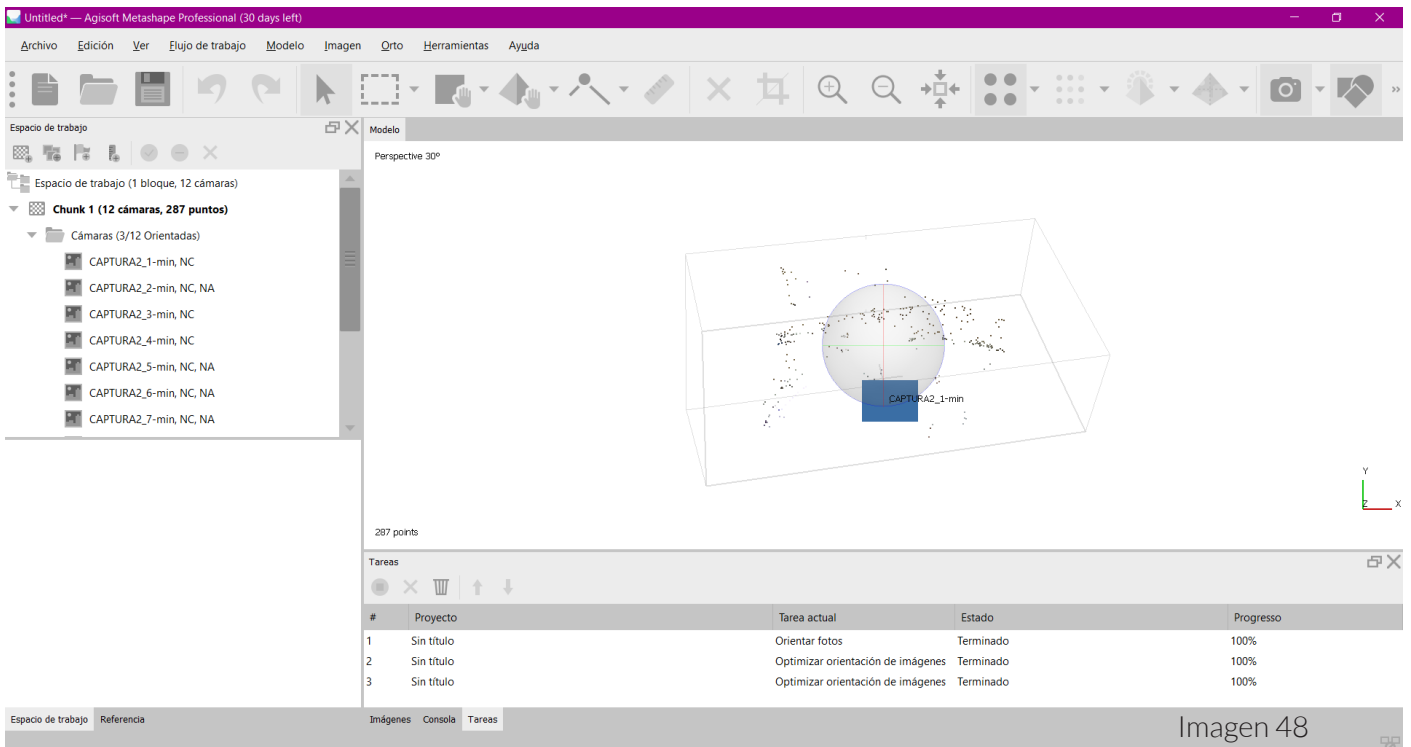 Untitled* — Agisoft Metashape Professional (30 days left)
Archivo Edición Ver Flujo de trabajo Modelo Imagen Orto Herramientas Ayuda
Espacio de trabajo
Espacio de trabajo (1 bloque, 12 cámaras)
Chunk 1 (12 cámaras, 287 puntos)
Cámaras (3/12 Orientadas)
CAPTURA2_1-min, NC
CAPTURA2_2-min, NC, NA
CAPTURA2_3-min, NC
CAPTURA2_4-min, NC
CAPTURA2_5-min, NC, NA
CAPTURA2_6-min, NC, NA
CAPTURA2_7-min, NC, NA
Modelo
Perspective 30º
CAPTURA2_1-min
Y
Z X
287 points
Tareas
# Proyecto Tarea actual Estado Progresso
1 Sin título Orientar fotos Terminado 100%
2 Sin título Optimizar orientación de imágenes Terminado 100%
3 Sin título Optimizar orientación de imágenes Terminado 100%
Espacio de trabajo Referencia
Imágenes Consola Tareas
Imagen 48